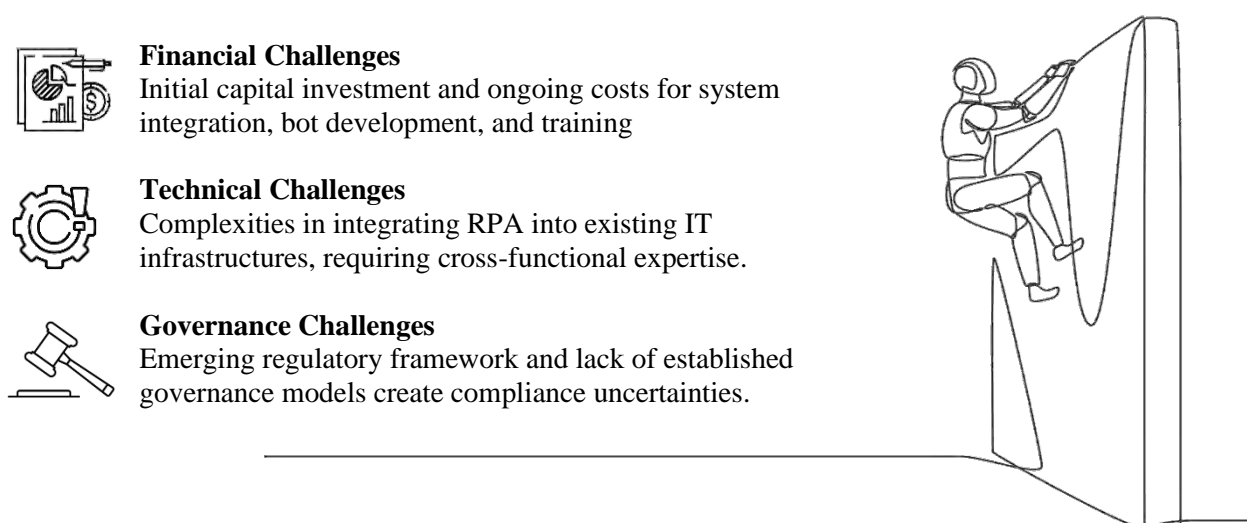 Financial Challenges
Initial capital investment and ongoing costs for system
integration, bot development, and training
Technical Challenges
Complexities in integrating RPA into existing IT
infrastructures, requiring cross-functional expertise.
Governance Challenges
Emerging regulatory framework and lack of established
governance models create compliance uncertainties.